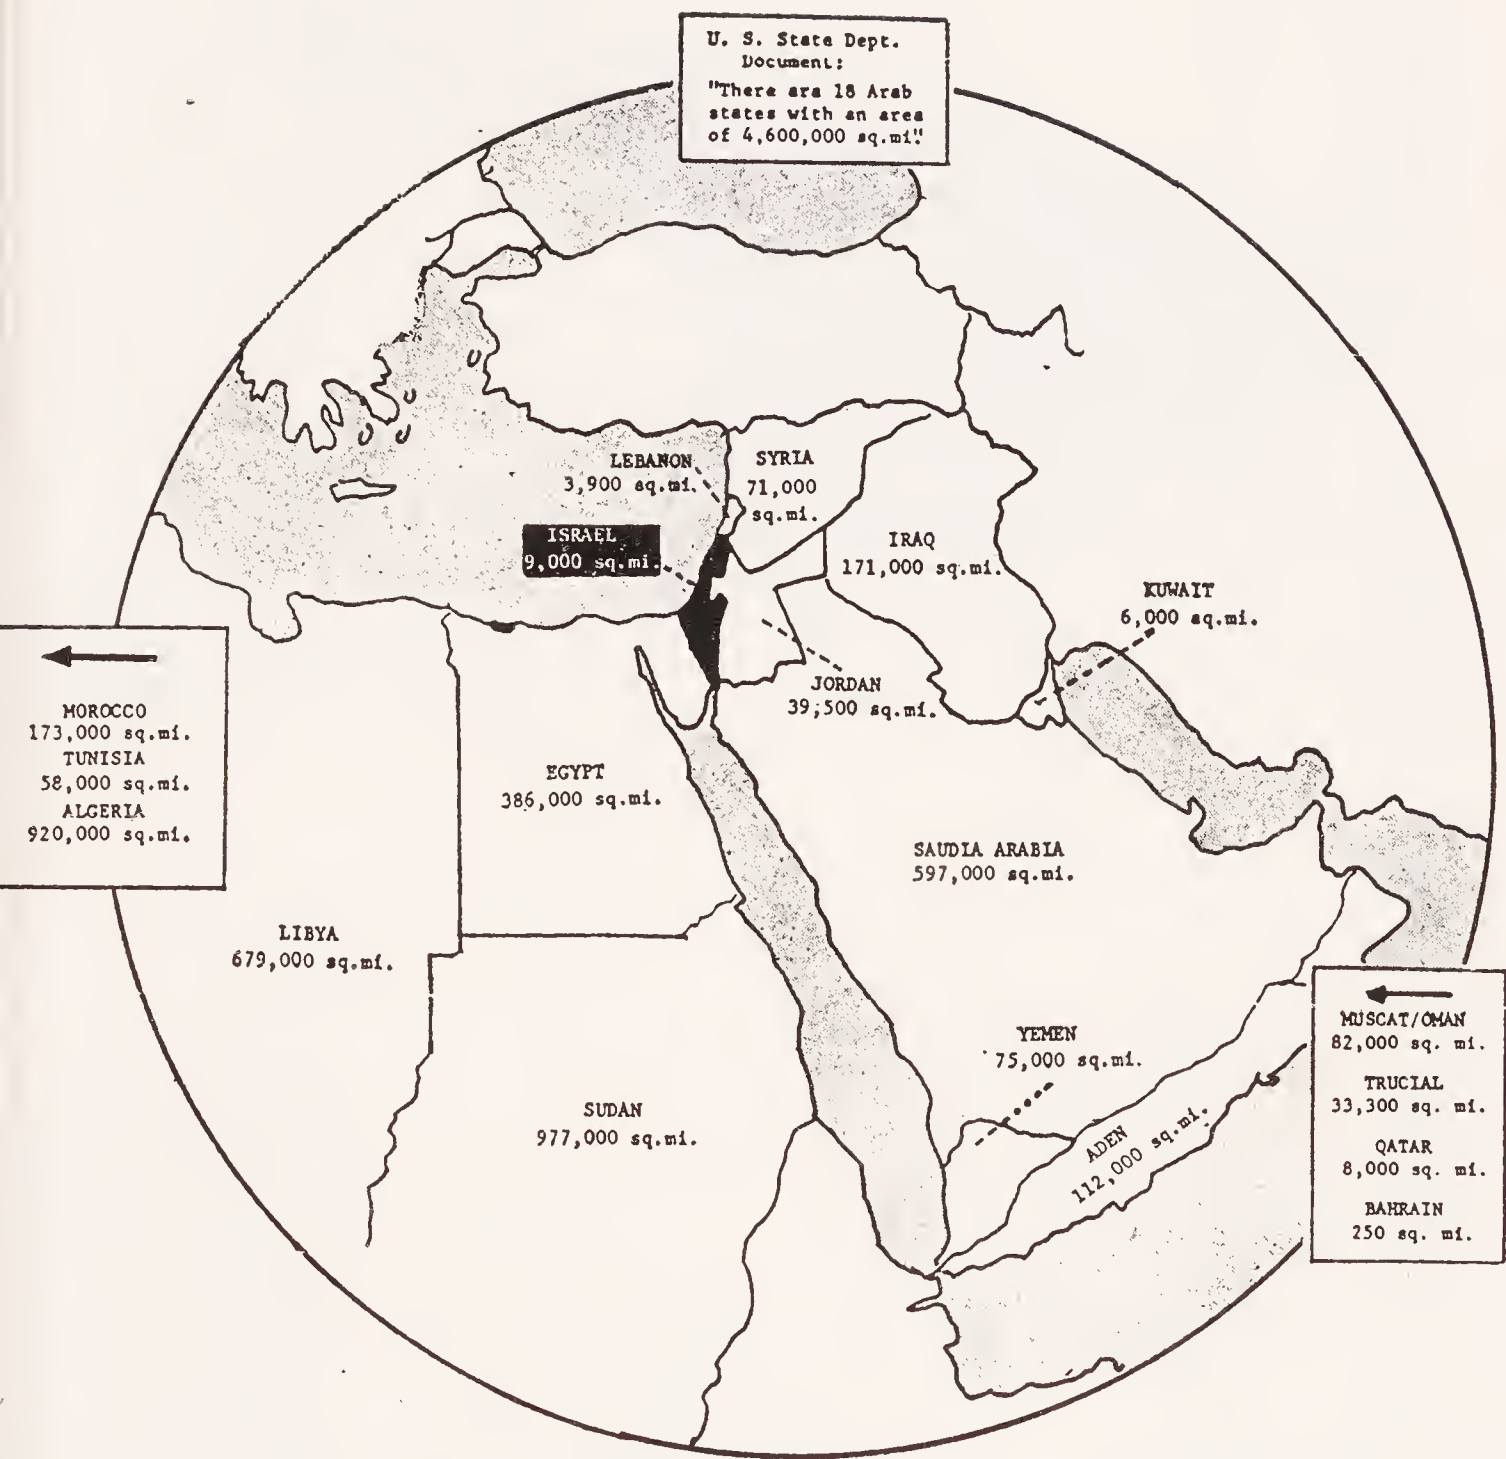 U. S. State Dept.
Document:
"There are 18 Arab
states with an area
of 4,600,000 sq.mi"
LEBANON
3,900 sq.mi.
SYRIA
71,000
sq.mi.
ISRAEL
9,000 sq.mi.
IRAQ
171,000 sq.mi.
KUWAIT
6,000 sq.mi.
JORDAN
39,500 sq.mi.
MOROCCO
173,000 sq.mi.
TUNISIA
58,000 sq.mi.
ALGERIA
920,000 sq.mi.
EGYPT
386,000 sq.mi.
SAUDIA ARABIA
597,000 sq.mi.
LIBYA
679,000 sq.mi.
YEMEN
75,000 sq.mi.
SUDAN
977,000 sq.mi.
ADEN
112,000 sq.mi.
MUSCAT/OMAN
82,000 sq. mi.
TRUCIAL
33,300 sq. mi.
QATAR
8,000 sq. mi.
BAHRAIN
250 sq. mi.